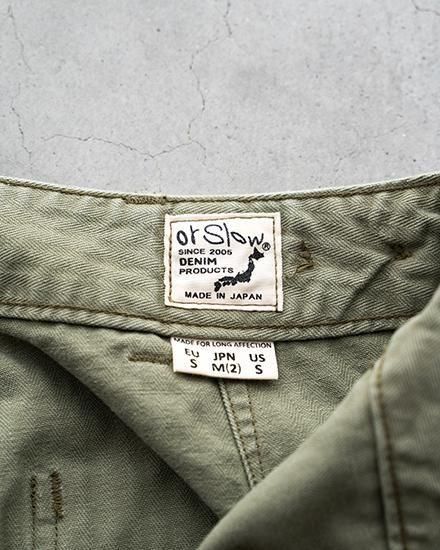 orSlow®
SINCE 2005
DENIM
PRODUCTS
MADE IN JAPAN
MADE FOR LONG AFFECTION
EU JPN US
S M(2) S